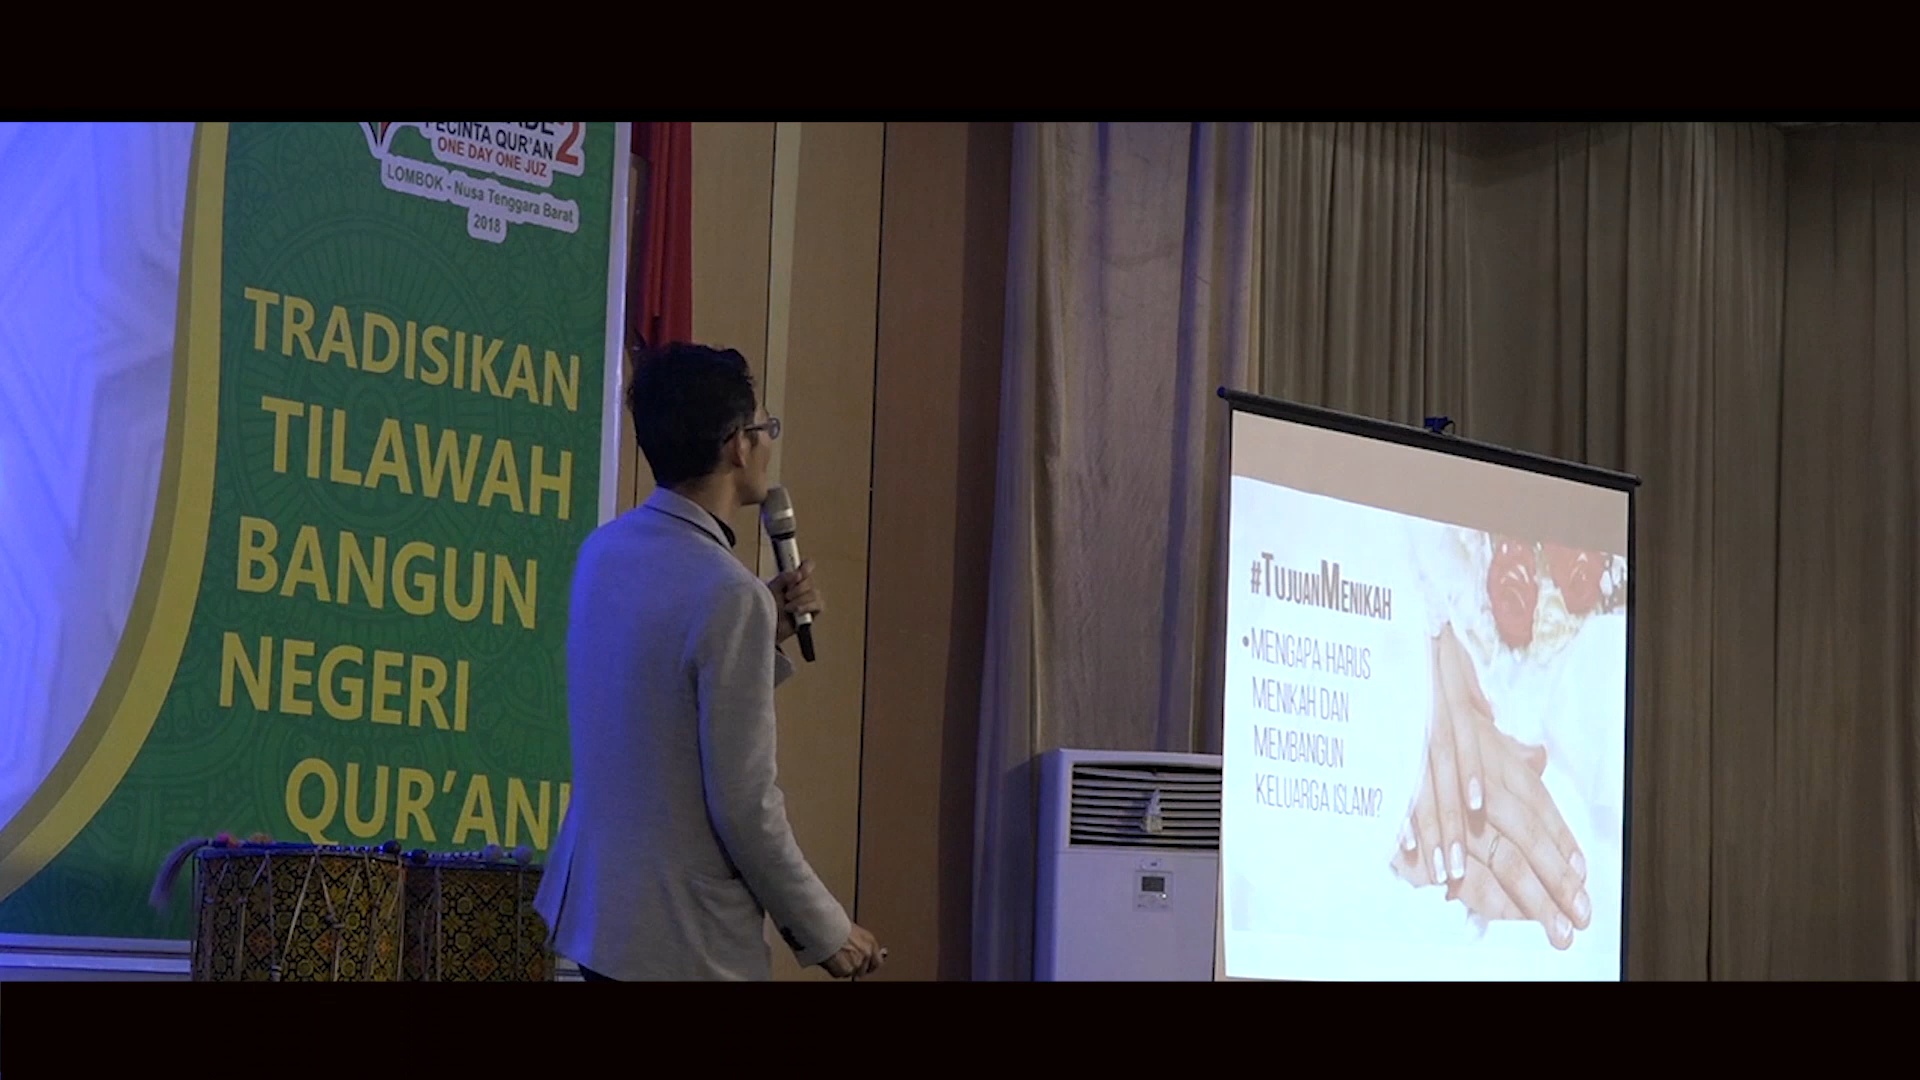 PECINTA QUR'AN 2
ONE DAY ONE JUZ
LOMBOK - Nusa Tenggara Barat
2018
TRADISIKAN
TILAWAH
BANGUN
NEGERI
QUR'ANI
#TUJUANMENIKAH
•MENGAPA HARUS
MENIKAH DAN
MEMBANGUN
KELUARGA ISLAMI?